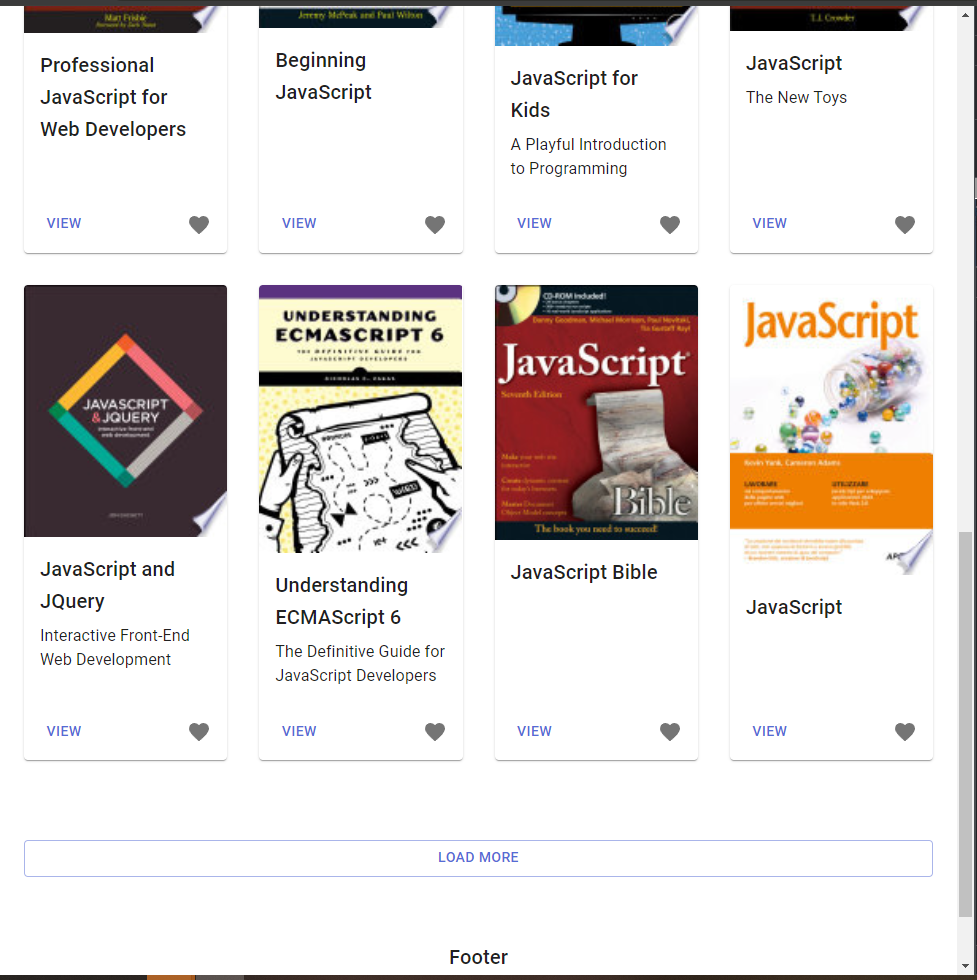 Matt Frisbie
Jeremy McPeak and Paul Wilton
T.J. Crowder
Professional
JavaScript for
Web Developers
VIEW
Beginning
JavaScript
VIEW
JavaScript for
Kids
A Playful Introduction
to Programming
VIEW
JavaScript
The New Toys
VIEW
JAVASCRIPT
&JQUERY
interactive front-end
web development
JavaScript and
JQuery
Interactive Front-End
Web Development
VIEW
UNDERSTANDING
ECMASCRIPT 6
THE DEFINITIVE GUIDE FOR
JAVASCRIPT DEVELOPERS
NICHOLAS C. ZAKAS
Understanding
ECMAScript 6
The Definitive Guide for
JavaScript Developers
VIEW
CD-ROM Included!
Danny Goodman, Michael Morrison, Paul Novitski,
Tia Gustaff Rayl
JavaScript
Seventh Edition
Bible
The book you need to succeed!
JavaScript Bible
VIEW
JavaScript
Kevin Yank, Cameron Adams
LAVORARE
UTILIZZARE
JavaScript
VIEW
LOAD MORE
Footer